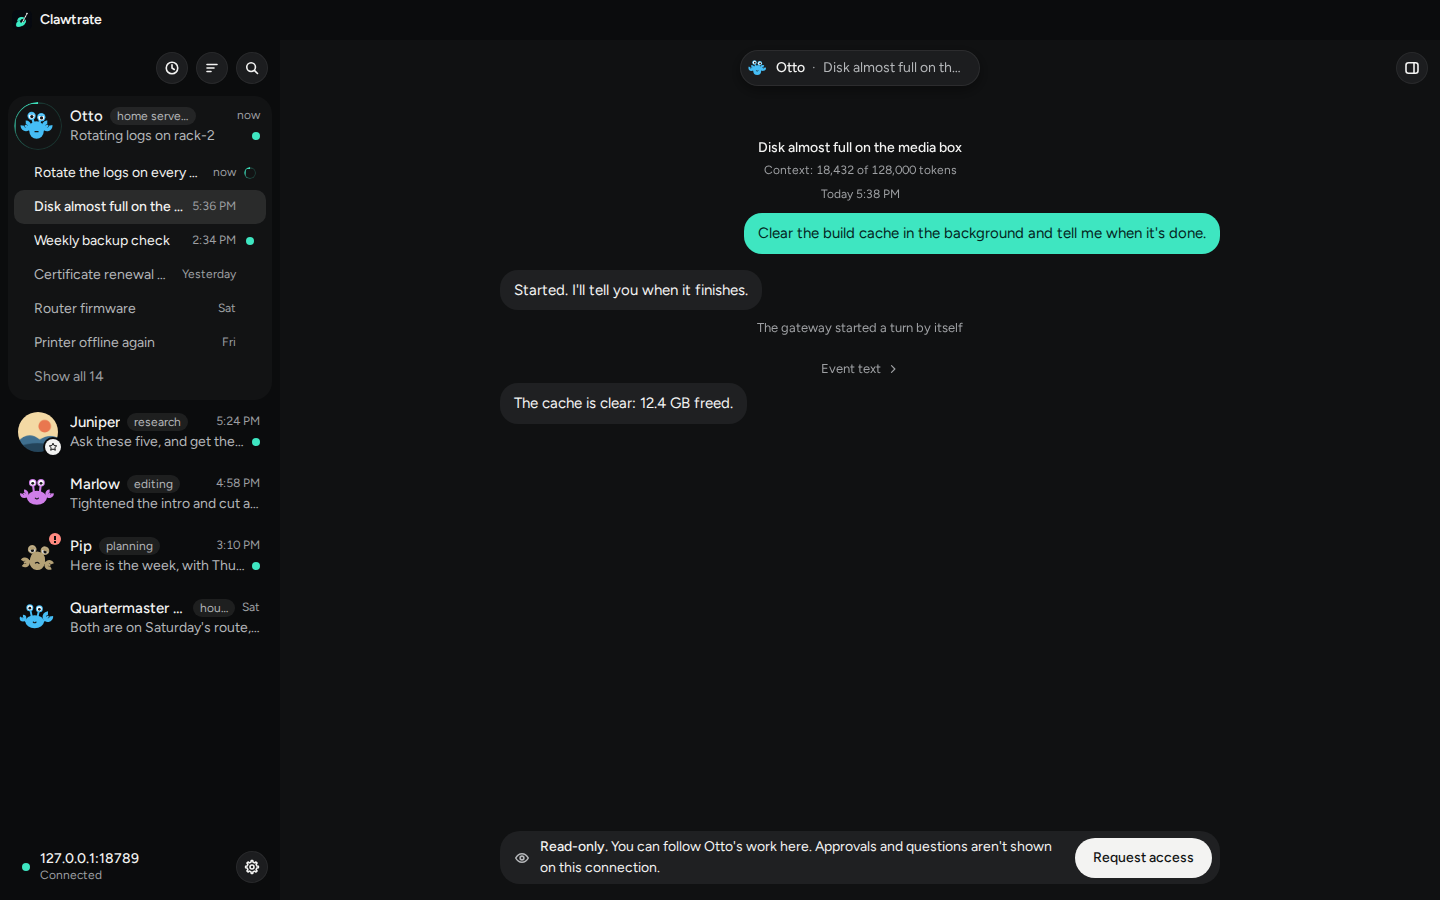 Clawtrate
Otto · Disk almost full on th...
Otto home serve... now
Rotating logs on rack-2
Rotate the logs on every ... now
Disk almost full on the ... 5:36 PM
Weekly backup check 2:34 PM
Certificate renewal ... Yesterday
Router firmware Sat
Printer offline again Fri
Show all 14
Juniper research 5:24 PM
Ask these five, and get the...
Marlow editing 4:58 PM
Tightened the intro and cut a...
Pip planning 3:10 PM
Here is the week, with Thu...
Quartermaster ... hou... Sat
Both are on Saturday's route,...
127.0.0.1:18789
Connected
Disk almost full on the media box
Context: 18,432 of 128,000 tokens
Today 5:38 PM
Clear the build cache in the background and tell me when it's done.
Started. I'll tell you when it finishes.
The gateway started a turn by itself
Event text
The cache is clear: 12.4 GB freed.
Read-only. You can follow Otto's work here. Approvals and questions aren't shown
on this connection.
Request access